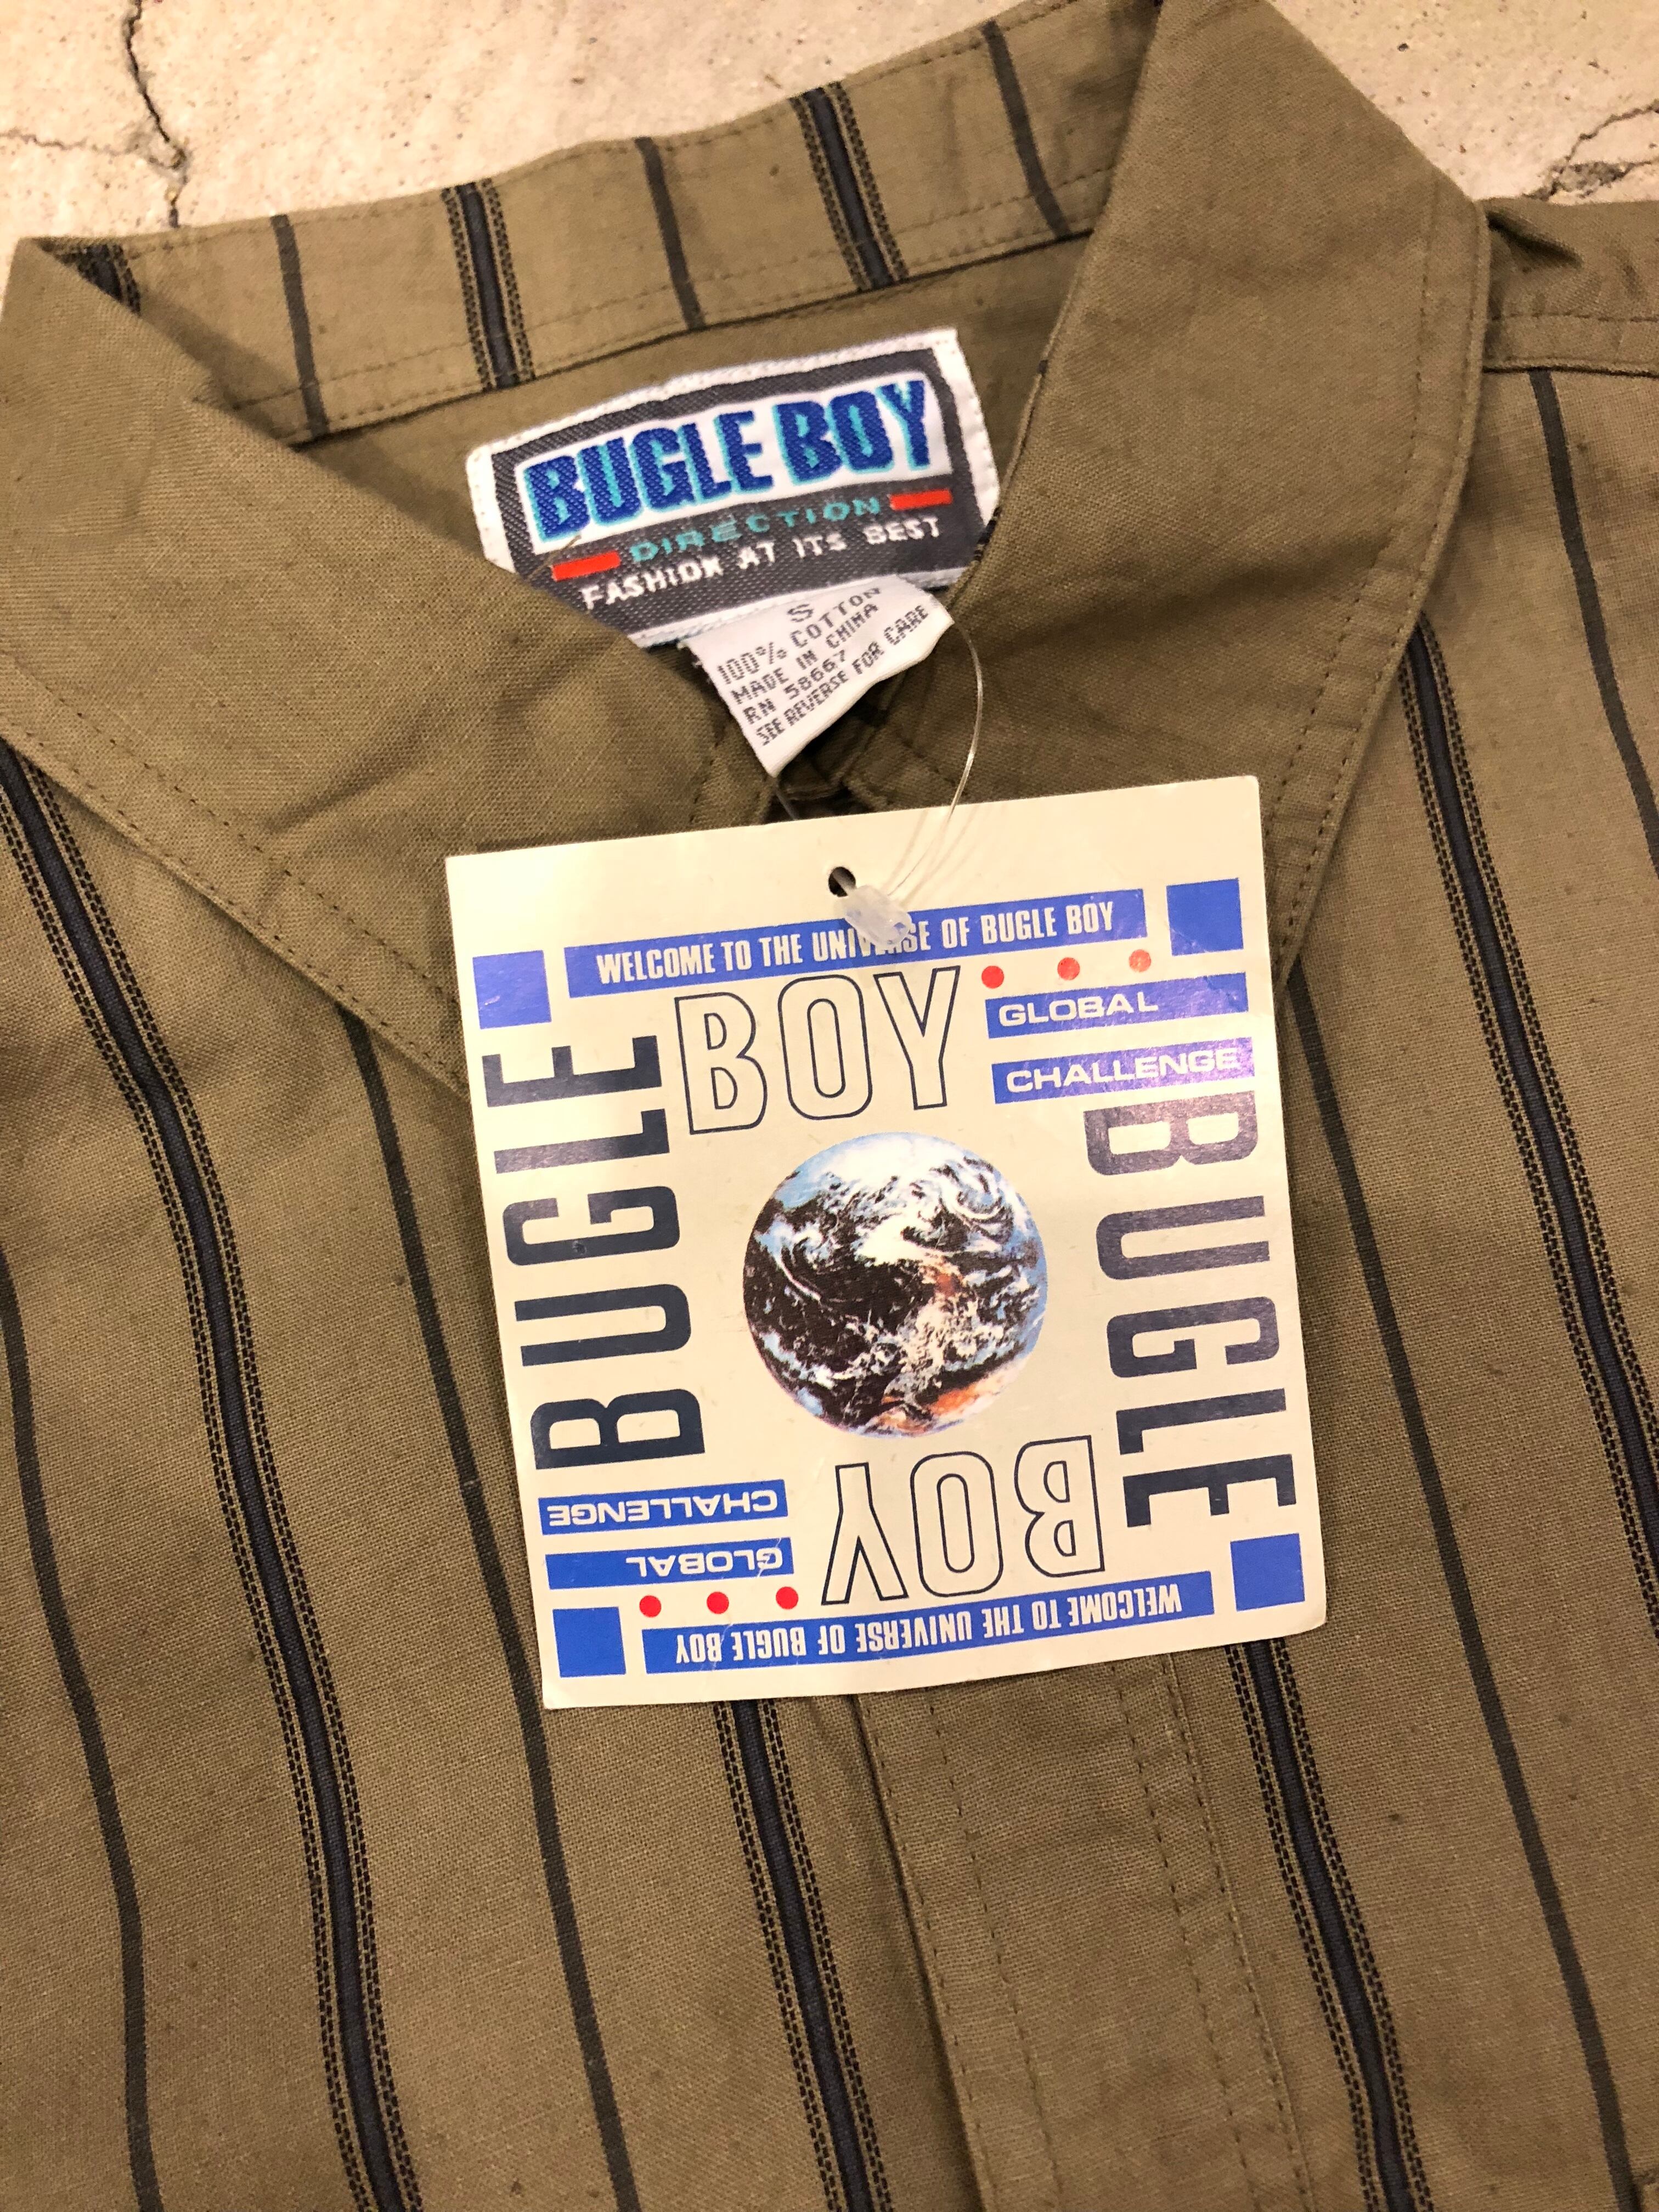 BUGLE BOY
DIRECTION
FASHION AT ITS BEST
S
100% COTTON
MADE IN CHINA
RN 58667
SEE REVERSE FOR CARE
WELCOME TO THE UNIVERSE OF BUGLE BOY
BOY
GLOBAL
CHALLENGE
BUGLE
BUGLE
BOY
CHALLENGE
GLOBAL
WELCOME TO THE UNIVERSE OF BUGLE BOY